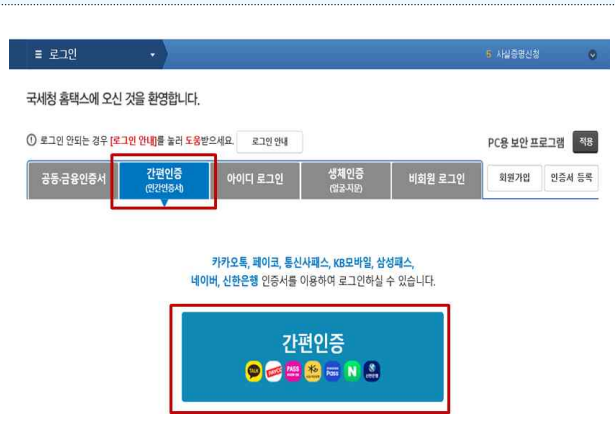 로그인
5 사실증명신청
국세청 홈택스에 오신 것을 환영합니다.
로그인 안되는 경우 [로그인 안내]를 눌러 도움받으세요. 로그인 안내
PC용 보안 프로그램 적용
공동·금융인증서 간편인증 아이디 로그인 생체인증 비회원 로그인 회원가입 인증서 등록
(민간인증서) (얼굴·지문)
카카오톡, 페이코, 통신사패스, KB모바일, 삼성패스,
네이버, 신한은행 인증서를 이용하여 로그인하실 수 있습니다.
간편인증
TALK PAYCO PASS Pass N